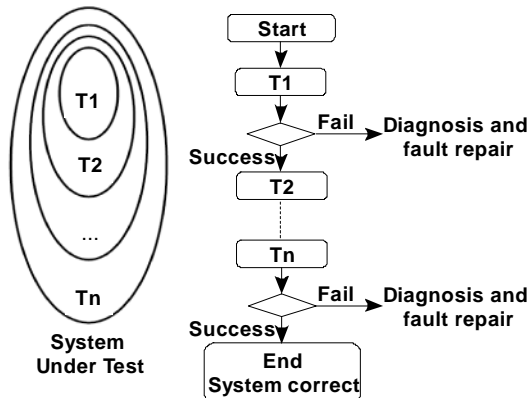 T1
T2
...
Tn
System
Under Test
Start
T1
Fail
Diagnosis and
fault repair
Success
T2
Tn
Fail
Diagnosis and
fault repair
Success
End
System correct